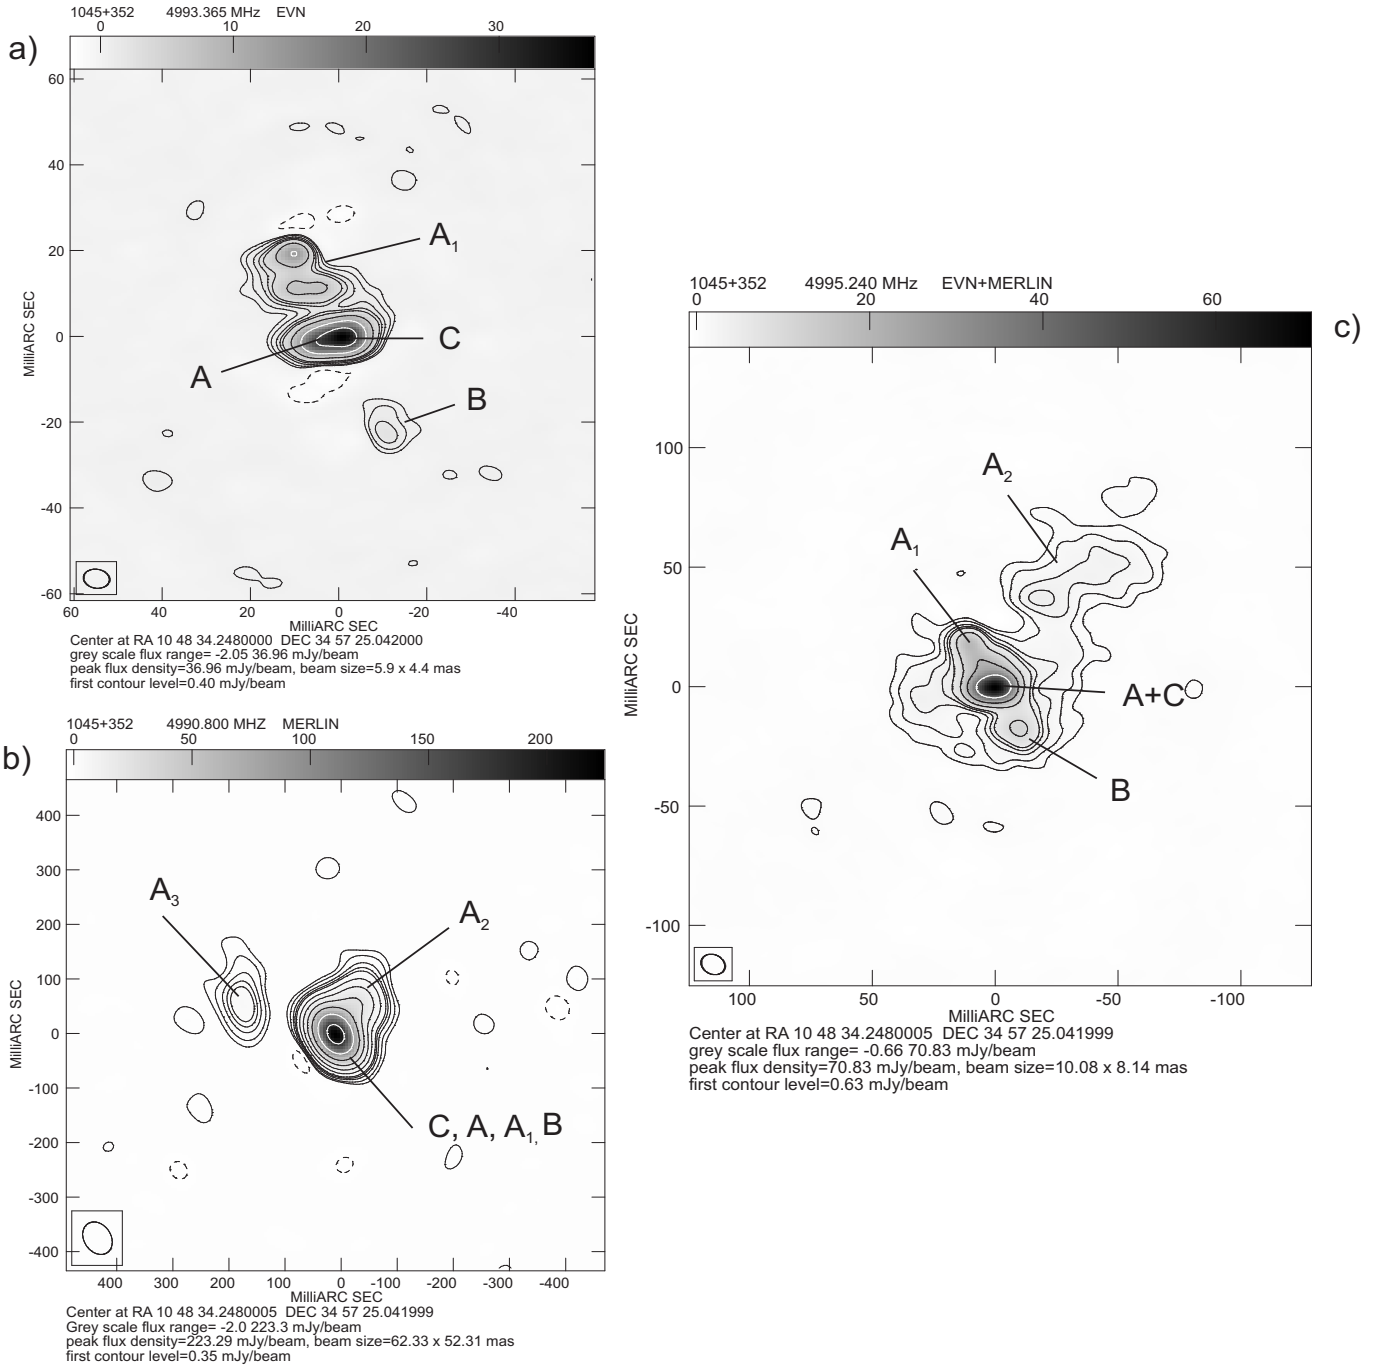 a)
1045+352 4993.365 MHz EVN
0 10 20 30
60
40
20
0
-20
-40
-60
MilliARC SEC
A1
C
A
B
60 40 20 0 -20 -40
MilliARC SEC
Center at RA 10 48 34.2480000 DEC 34 57 25.042000
grey scale flux range= -2.05 36.96 mJy/beam
peak flux density=36.96 mJy/beam, beam size=5.9 x 4.4 mas
first contour level=0.40 mJy/beam
b)
1045+352 4990.800 MHZ MERLIN
0 50 100 150 200
400
300
200
100
0
-100
-200
-300
-400
MilliARC SEC
A3
A2
C, A, A1, B
400 300 200 100 0 -100 -200 -300 -400
MilliARC SEC
Center at RA 10 48 34.2480005 DEC 34 57 25.041999
Grey scale flux range= -2.0 223.3 mJy/beam
peak flux density=223.29 mJy/beam, beam size=62.33 x 52.31 mas
first contour level=0.35 mJy/beam
c)
1045+352 4995.240 MHz EVN+MERLIN
0 20 40 60
100
50
0
-50
-100
MilliARC SEC
A2
A1
A+C
B
100 50 0 -50 -100
MilliARC SEC
Center at RA 10 48 34.2480005 DEC 34 57 25.041999
grey scale flux range= -0.66 70.83 mJy/beam
peak flux density=70.83 mJy/beam, beam size=10.08 x 8.14 mas
first contour level=0.63 mJy/beam